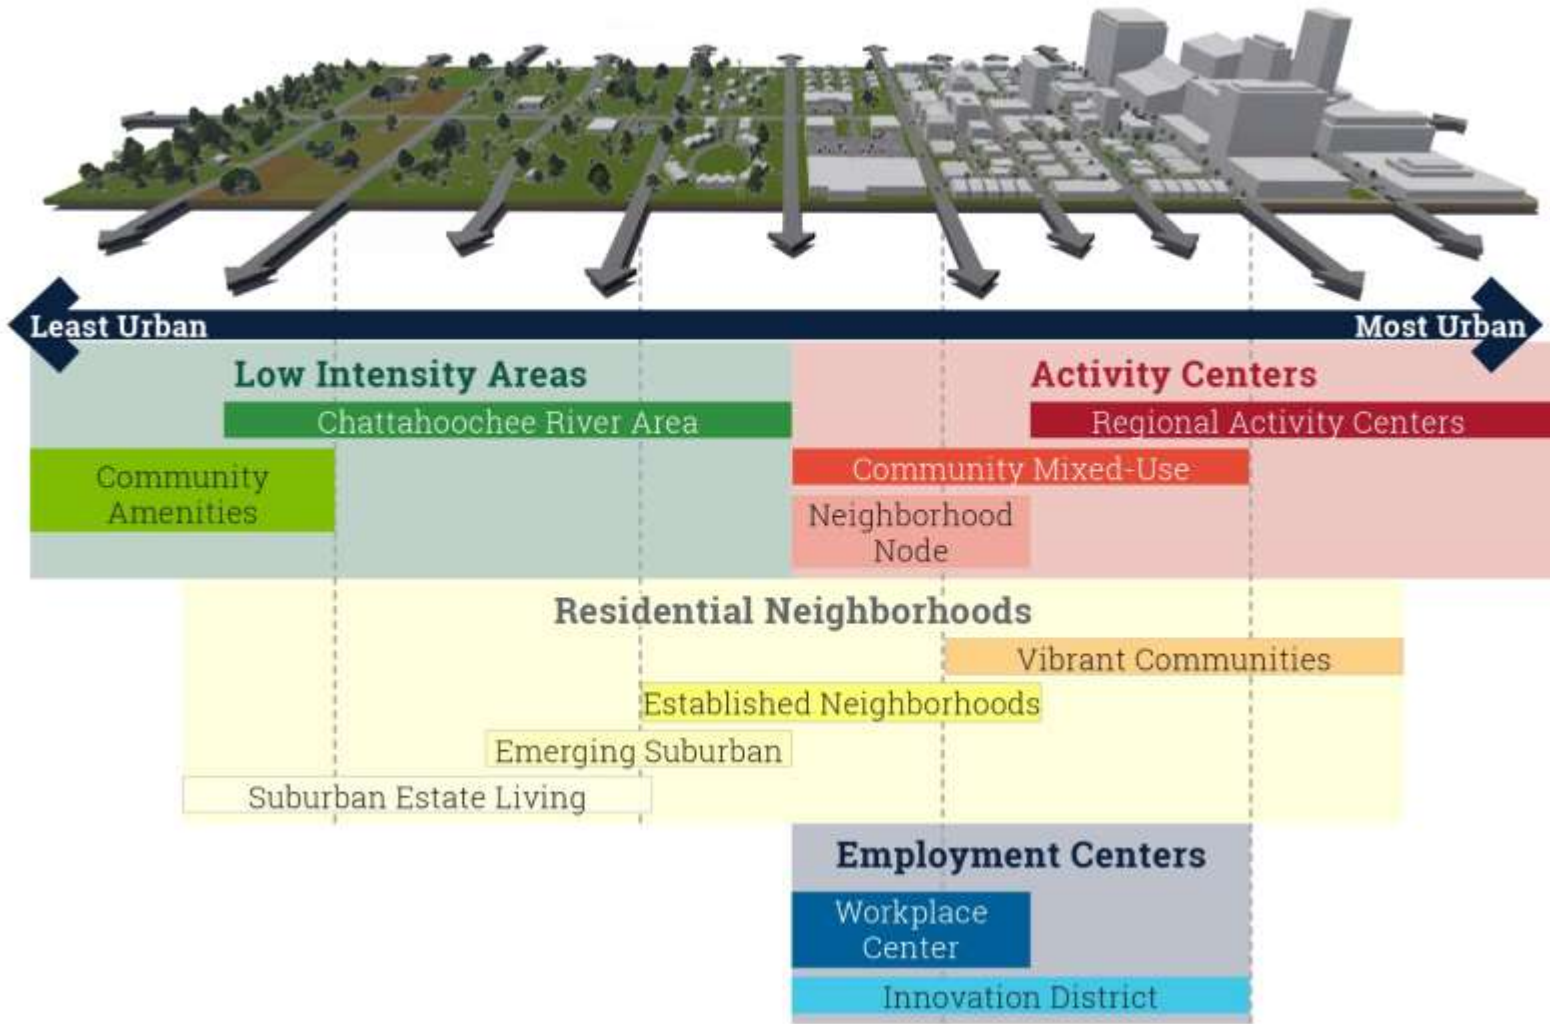 Least Urban
Most Urban
Low Intensity Areas
Activity Centers
Chattahoochee River Area
Regional Activity Centers
Community
Amenities
Community Mixed-Use
Neighborhood
Node
Residential Neighborhoods
Vibrant Communities
Established Neighborhoods
Emerging Suburban
Suburban Estate Living
Employment Centers
Workplace
Center
Innovation District